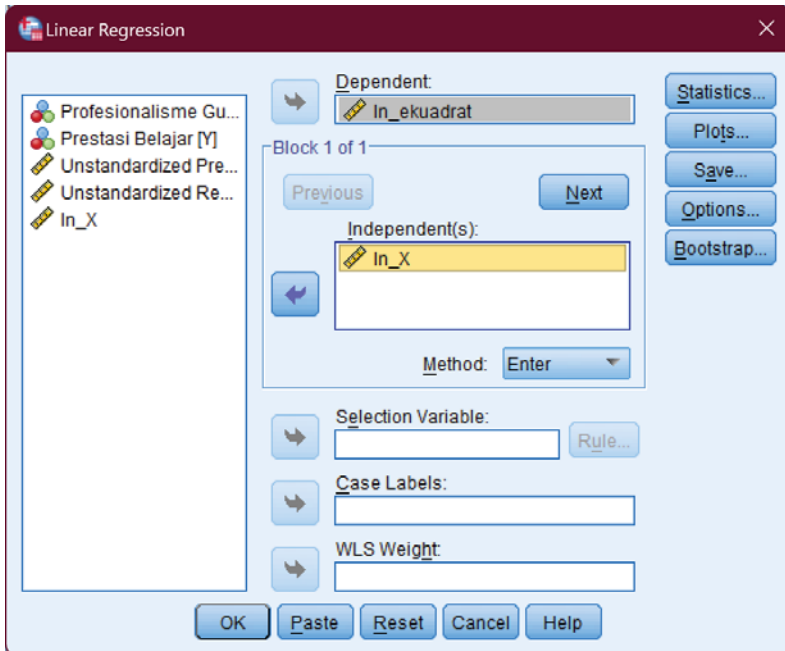 Linear Regression
Profesionalisme Gu...
Prestasi Belajar [Y]
Unstandardized Pre...
Unstandardized Re...
ln_X
Dependent:
ln_ekuadrat
Block 1 of 1
Previous
Next
Independent(s):
ln_X
Method: Enter
Selection Variable:
Rule...
Case Labels:
WLS Weight:
Statistics...
Plots...
Save...
Options...
Bootstrap...
OK Paste Reset Cancel Help